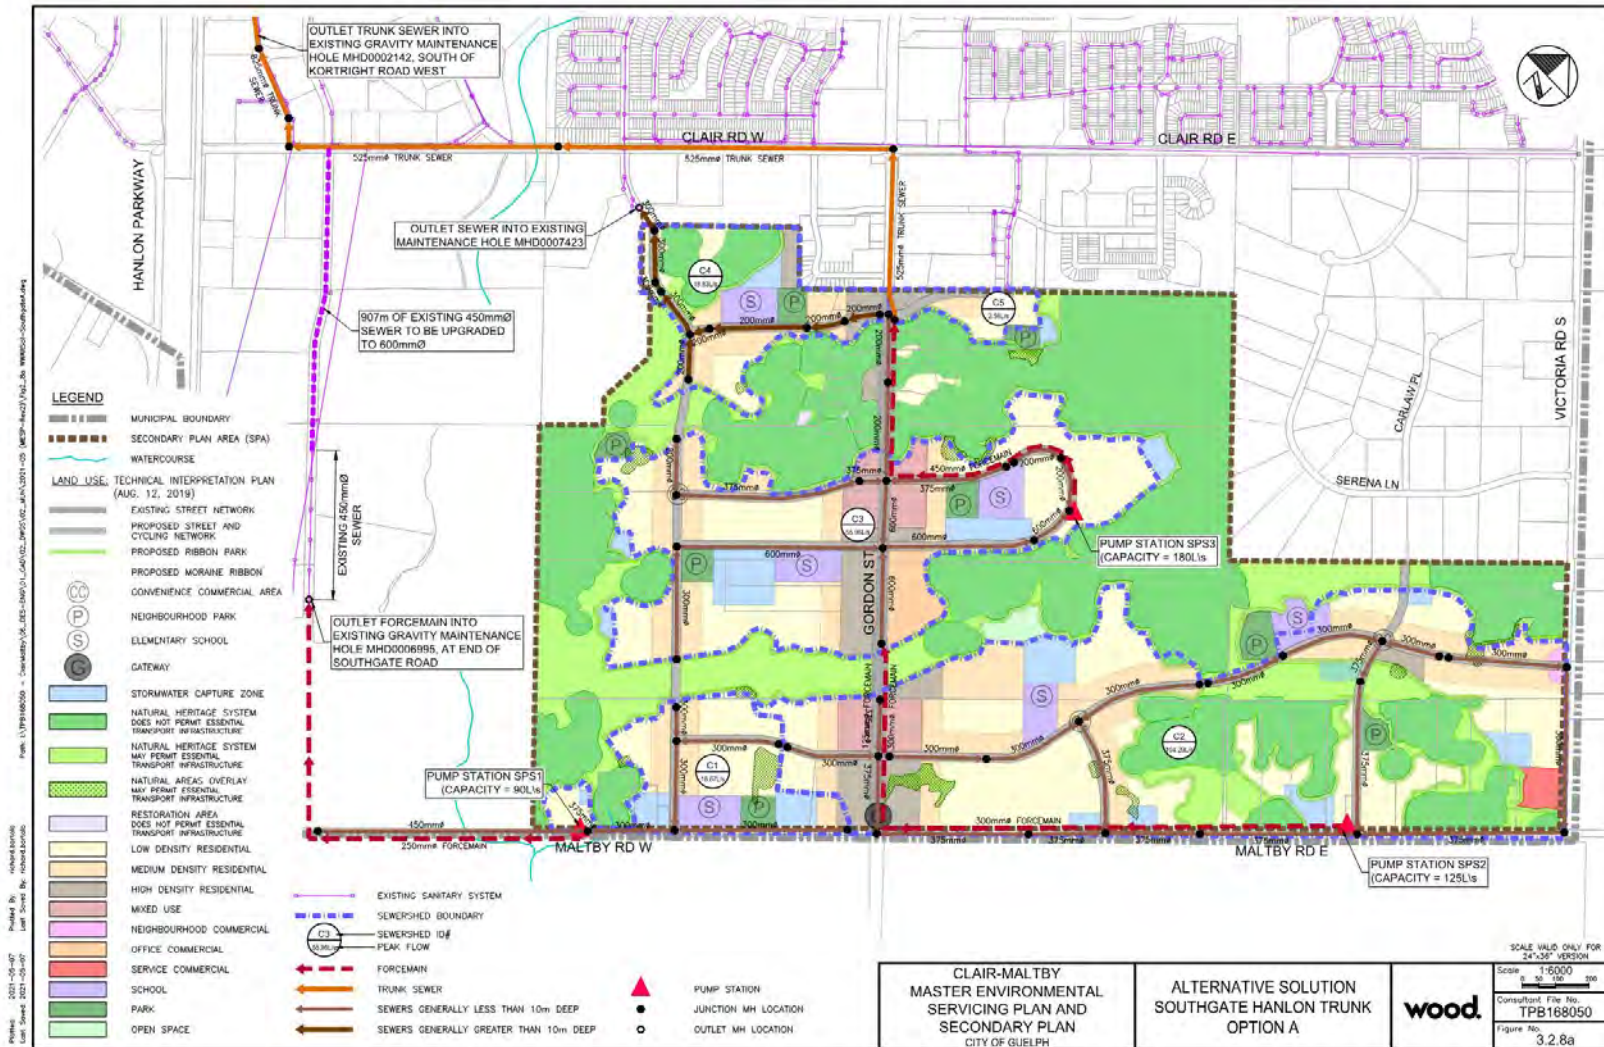 OUTLET TRUNK SEWER INTO
EXISTING GRAVITY MAINTENANCE
HOLE MHD0002142, SOUTH OF
KORTRIGHT ROAD WEST
825mmø TRUNK
SEWER
CLAIR RD W
CLAIR RD E
525mmø TRUNK SEWER
525mmø TRUNK SEWER
525mmø TRUNK SEWER
HANLON PARKWAY
OUTLET SEWER INTO EXISTING
MAINTENANCE HOLE MHD0007423
907m OF EXISTING 450mmØ
SEWER TO BE UPGRADED
TO 600mmØ
EXISTING 450mmØ
SEWER
OUTLET FORCEMAIN INTO
EXISTING GRAVITY MAINTENANCE
HOLE MHD0006995, AT END OF
SOUTHGATE ROAD
VICTORIA RD S
CARLAW PL
SERENA LN
GORDON ST
C4
C5
C3
C1
C2
S
P
200mmø
200mmø
200mmø
375mmø
375mmø
375mmø
450mmø FORCEMAIN
200mmø
600mmø
600mmø
600mmø
300mmø
300mmø
300mmø
300mmø
300mmø
375mmø
PUMP STATION SPS3
(CAPACITY = 180L\s
PUMP STATION SPS1
(CAPACITY = 90L\s
PUMP STATION SPS2
(CAPACITY = 125L\s
450mmø
250mmø FORCEMAIN
300mmø FORCEMAIN
MALTBY RD W
MALTBY RD E
LEGEND
MUNICIPAL BOUNDARY
SECONDARY PLAN AREA (SPA)
WATERCOURSE
LAND USE: TECHNICAL INTERPRETATION PLAN
(AUG. 12, 2019)
EXISTING STREET NETWORK
PROPOSED STREET AND
CYCLING NETWORK
PROPOSED RIBBON PARK
PROPOSED MORAINE RIBBON
CC CONVENIENCE COMMERCIAL AREA
P NEIGHBOURHOOD PARK
S ELEMENTARY SCHOOL
G GATEWAY
STORMWATER CAPTURE ZONE
NATURAL HERITAGE SYSTEM
DOES NOT PERMIT ESSENTIAL
TRANSPORT INFRASTRUCTURE
NATURAL HERITAGE SYSTEM
MAY PERMIT ESSENTIAL
TRANSPORT INFRASTRUCTURE
NATURAL AREAS OVERLAY
MAY PERMIT ESSENTIAL
TRANSPORT INFRASTRUCTURE
RESTORATION AREA
DOES NOT PERMIT ESSENTIAL
TRANSPORT INFRASTRUCTURE
LOW DENSITY RESIDENTIAL
MEDIUM DENSITY RESIDENTIAL
HIGH DENSITY RESIDENTIAL
MIXED USE
NEIGHBOURHOOD COMMERCIAL
OFFICE COMMERCIAL
SERVICE COMMERCIAL
SCHOOL
PARK
OPEN SPACE
EXISTING SANITARY SYSTEM
SEWERSHED BOUNDARY
C3 SEWERSHED ID#
PEAK FLOW
FORCEMAIN
TRUNK SEWER
SEWERS GENERALLY LESS THAN 10m DEEP
SEWERS GENERALLY GREATER THAN 10m DEEP
PUMP STATION
JUNCTION MH LOCATION
OUTLET MH LOCATION
CLAIR-MALTBY
MASTER ENVIRONMENTAL
SERVICING PLAN AND
SECONDARY PLAN
CITY OF GUELPH
ALTERNATIVE SOLUTION
SOUTHGATE HANLON TRUNK
OPTION A
wood.
SCALE VALID ONLY FOR
24"x36" VERSION
Scale 1:6000
Consultant File No.
TPB168050
Figure No.
3.2.8a